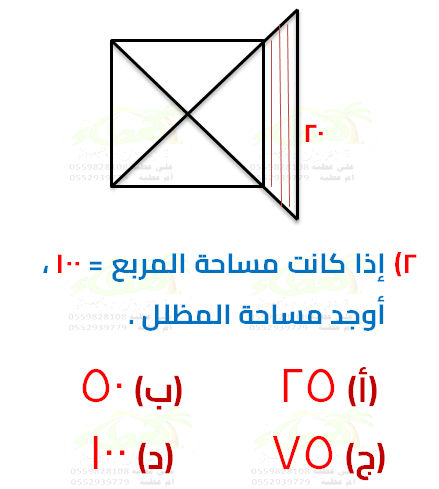 ٢٠
٢) إذا كانت مساحة المربع = ١٠٠ ،
أوجد مساحة المظلل .
(أ) ٢٥ (ب) ٥٠
(ج) ٧٥ (د) ١٠٠
0559828108 علي عطية
0552939779 أم عطية